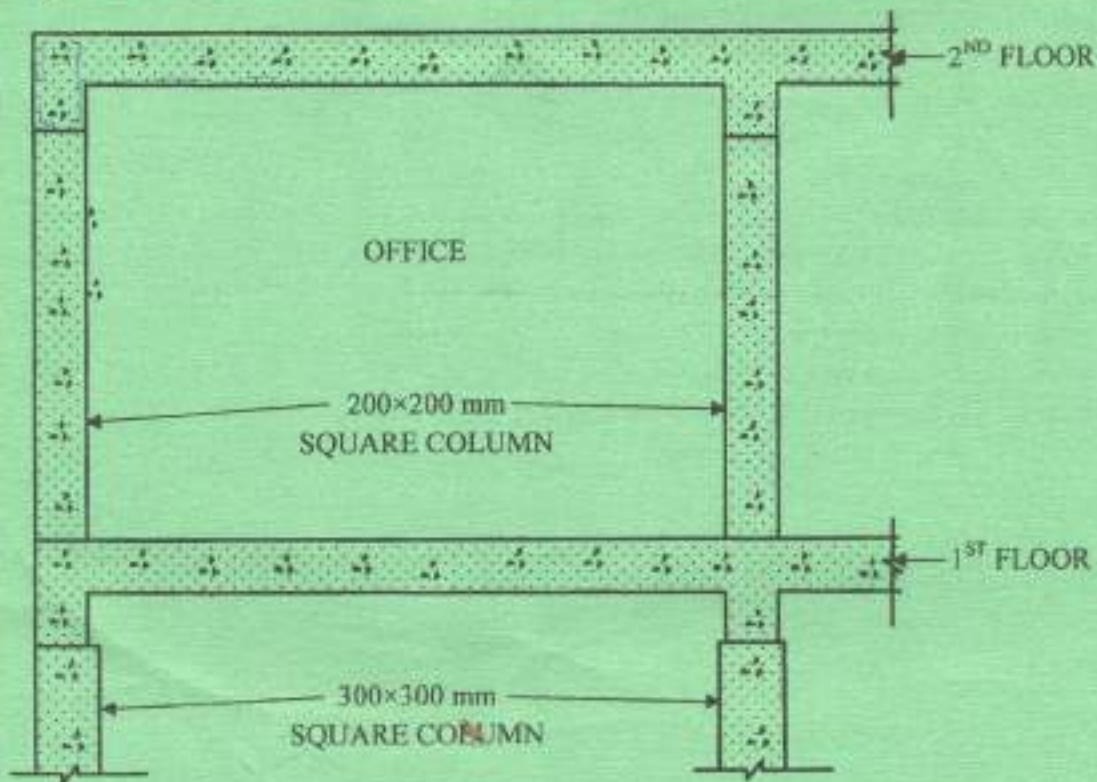 2ND FLOOR
OFFICE
200×200 mm
SQUARE COLUMN
1ST FLOOR
300×300 mm
SQUARE COLUMN